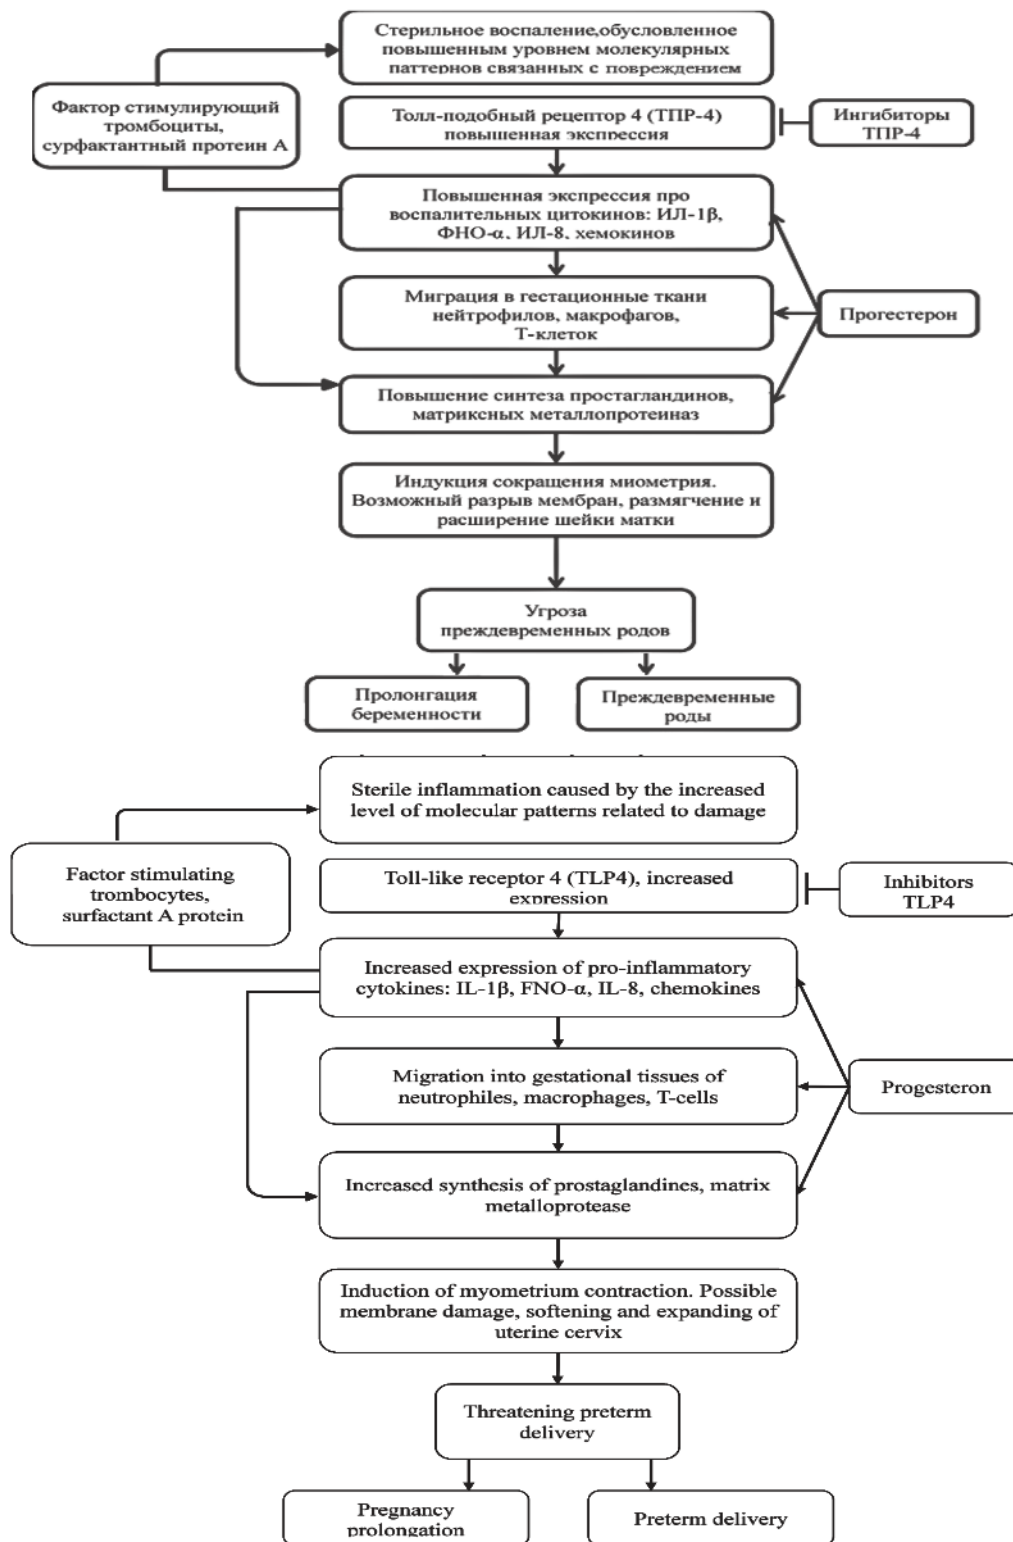 Стерильное воспаление,обусловленное
повышенным уровнем молекулярных
паттернов связанных с повреждением
Фактор стимулирующий
тромбоциты,
сурфактантный протеин А
Толл-подобный рецептор 4 (ТПР-4)
повышенная экспрессия
Ингибиторы
ТПР-4
Повышенная экспрессия про
воспалительных цитокинов: ИЛ-1β,
ФНО-α, ИЛ-8, хемокинов
Миграция в гестационные ткани
нейтрофилов, макрофагов,
Т-клеток
Прогестерон
Повышение синтеза простагландинов,
матриксных металлопротеиназ
Индукция сокращения миометрия.
Возможный разрыв мембран, размягчение и
расширение шейки матки
Угроза
преждевременных родов
Пролонгация
беременности
Преждевременные
роды
Sterile inflammation caused by the increased
level of molecular patterns related to damage
Factor stimulating
trombocytes,
surfactant A protein
Toll-like receptor 4 (TLP4), increased
expression
Inhibitors
TLP4
Increased expression of pro-inflammatory
cytokines: IL-1β, FNO-α, IL-8, chemokines
Migration into gestational tissues of
neutrophiles, macrophages, T-cells
Progesteron
Increased synthesis of prostaglandines, matrix
metalloprotease
Induction of myometrium contraction. Possible
membrane damage, softening and expanding of
uterine cervix
Threatening preterm
delivery
Pregnancy
prolongation
Preterm delivery